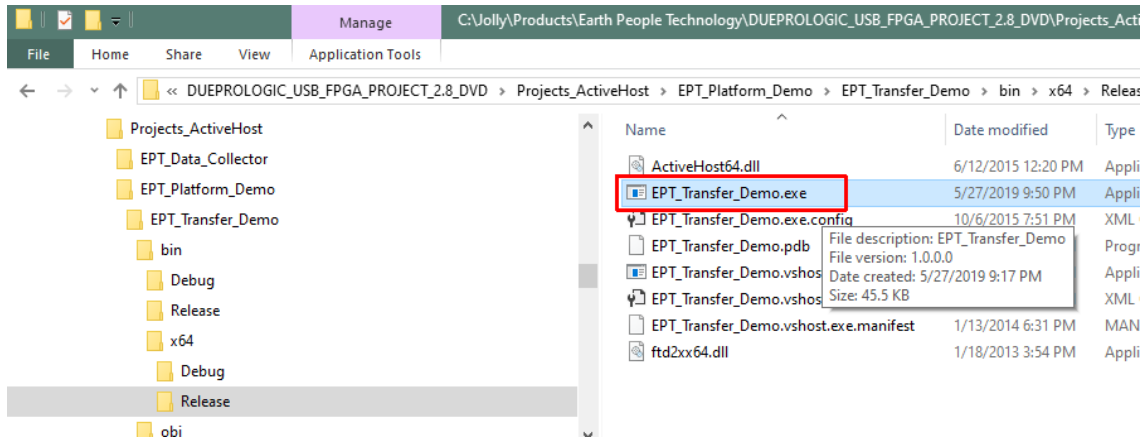 Manage
C:\Jolly\Products\Earth People Technology\DUEPROLOGIC_USB_FPGA_PROJECT_2.8_DVD\Projects_Acti
File Home Share View Application Tools
« DUEPROLOGIC_USB_FPGA_PROJECT_2.8_DVD > Projects_ActiveHost > EPT_Platform_Demo > EPT_Transfer_Demo > bin > x64 > Releas
Projects_ActiveHost
EPT_Data_Collector
EPT_Platform_Demo
EPT_Transfer_Demo
bin
Debug
Release
x64
Debug
Release
obj
Name Date modified Type
ActiveHost64.dll 6/12/2015 12:20 PM Appli
EPT_Transfer_Demo.exe 5/27/2019 9:50 PM Appli
EPT_Transfer_Demo.exe.config 10/6/2015 7:51 PM XML
EPT_Transfer_Demo.pdb Progr
EPT_Transfer_Demo.vshos Appli
EPT_Transfer_Demo.vshos XML
EPT_Transfer_Demo.vshost.exe.manifest 1/13/2014 6:31 PM MAN
ftd2xx64.dll 1/18/2013 3:54 PM Appli
File description: EPT_Transfer_Demo
File version: 1.0.0.0
Date created: 5/27/2019 9:17 PM
Size: 45.5 KB